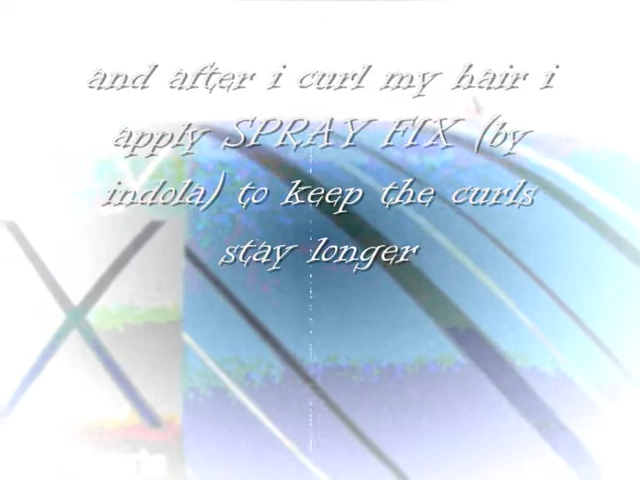 and after i curl my hair i
apply SPRAY FIX (by
indola) to keep the curls
stay longer